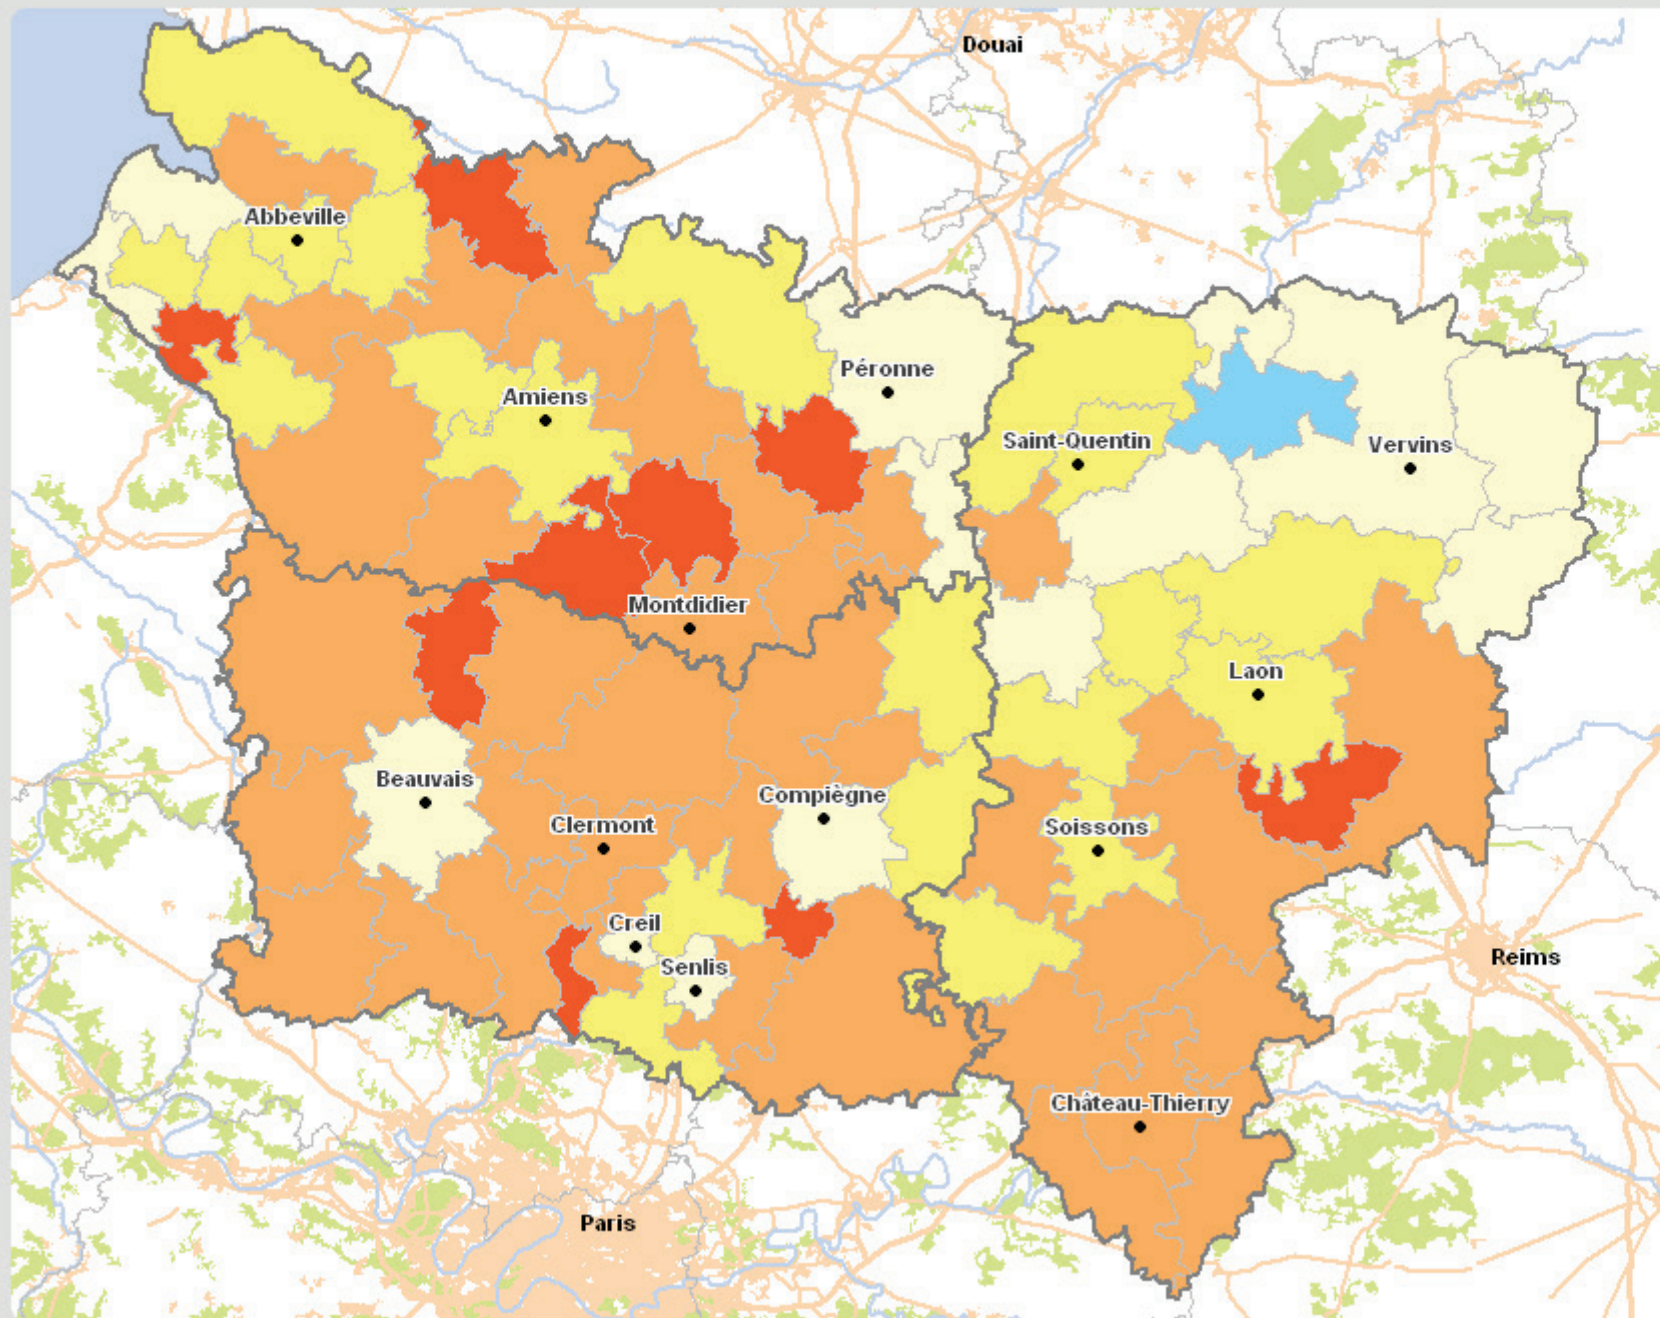 Douai
Abbeville
Péronne
Amiens
Saint-Quentin
Vervins
Montdidier
Laon
Beauvais
Compiègne
Clermont
Soissons
Creil
Senlis
Reims
Château-Thierry
Paris